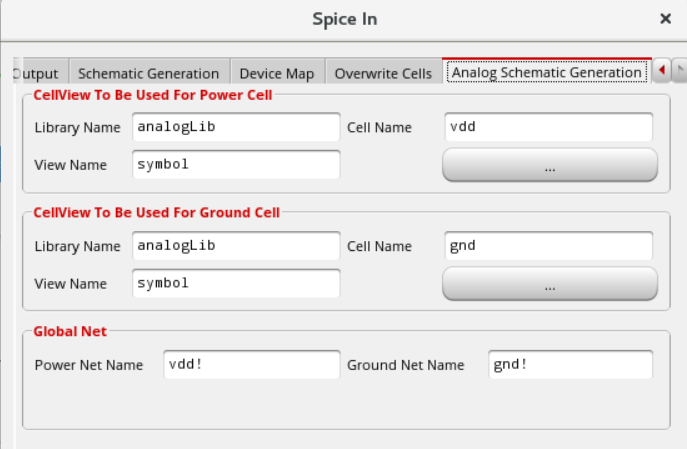 Spice In
Output Schematic Generation Device Map Overwrite Cells Analog Schematic Generation
CellView To Be Used For Power Cell
Library Name analogLib Cell Name vdd
View Name symbol ...
CellView To Be Used For Ground Cell
Library Name analogLib Cell Name gnd
View Name symbol ...
Global Net
Power Net Name vdd! Ground Net Name gnd!